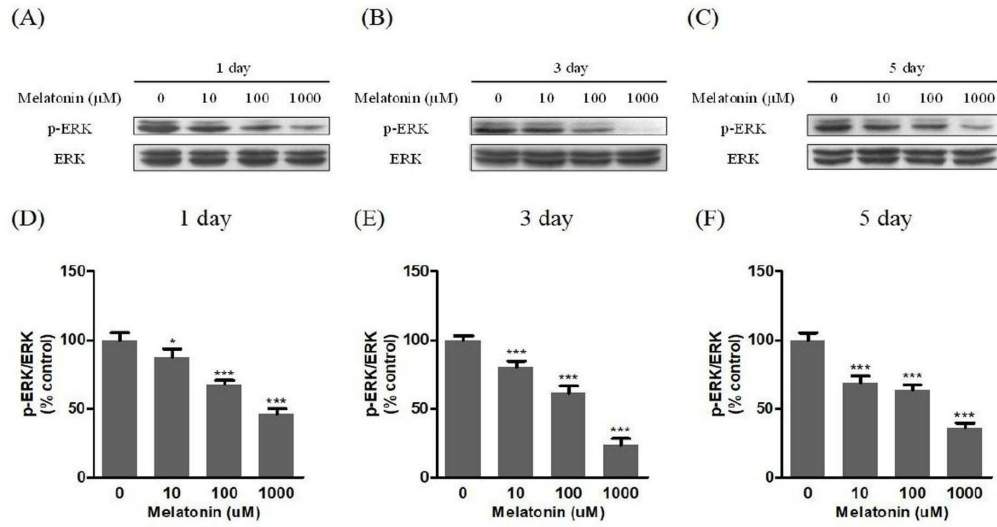 (A)
1 day
Melatonin (μM) 0 10 100 1000
p-ERK
ERK
(B)
3 day
Melatonin (μM) 0 10 100 1000
p-ERK
ERK
(C)
5 day
Melatonin (μM) 0 10 100 1000
p-ERK
ERK
(D) 1 day
p-ERK/ERK
(% control)
150
100
50
0
* *** ***
0 10 100 1000
Melatonin (uM)
(E) 3 day
p-ERK/ERK
(% control)
150
100
50
0
*** *** ***
0 10 100 1000
Melatonin (uM)
(F) 5 day
p-ERK/ERK
(% control)
150
100
50
0
*** *** ***
0 10 100 1000
Melatonin (uM)